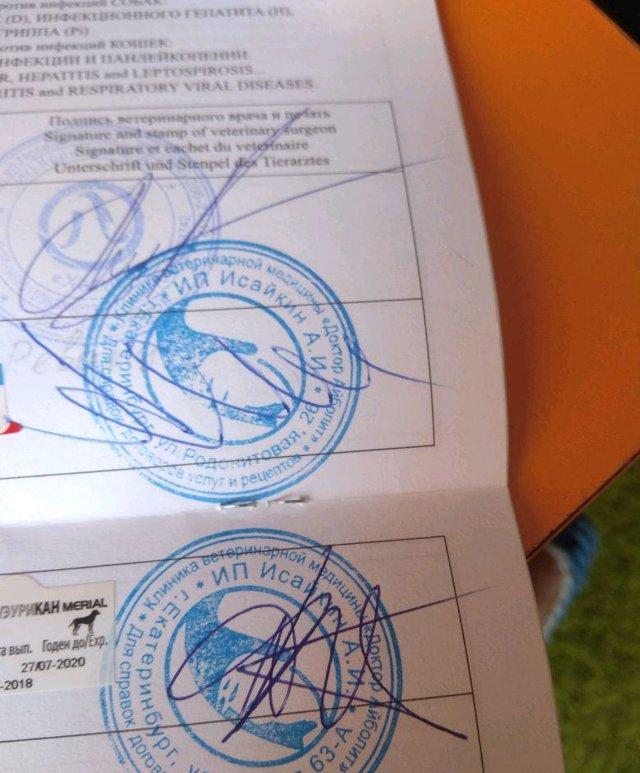 против инфекций СОБАК:
(D), ИНФЕКЦИОННОГО ГЕПАТИТА (H),
ГРИППА (Pi)
против инфекций КОШЕК:
ИНФЕКЦИИ И ПАНЛЕЙКОПЕНИИ
HEPATITIS and LEPTOSPIROSIS...
and RESPIRATORY VIRAL DISEASES
Подпись ветеринарного врача и печать
Signature and stamp of veterinary surgeon
Signature et cachet du vétérinaire
Unterschrift und Stempel des Tierarztes
Клиника ветеринарной медицины «Доктор Айболит»
ИП Исайкин А.И.
г. Екатеринбург, ул. Родонитовая, 26
* Для справок, договоров услуг и рецептов *
ЭУРИКАН MERIAL
вып. Годен до/Exp.
27/07-2020
-2018
Клиника ветеринарной медицины «Доктор Айболит»
* ИП Исайкин А.И. *
г. Екатеринбург,
63-А
* Для справок, догово